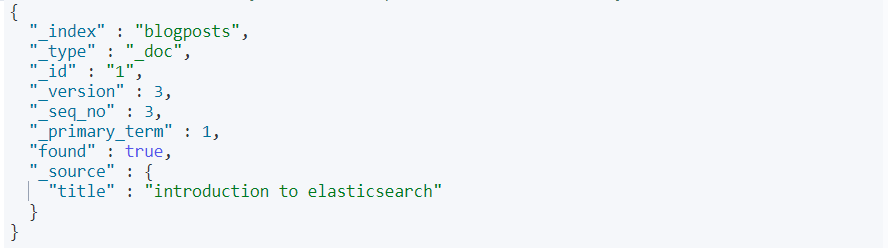 {
"_index" : "blogposts",
"_type" : "_doc",
"_id" : "1",
"_version" : 3,
"_seq_no" : 3,
"_primary_term" : 1,
"found" : true,
"_source" : {
"title" : "introduction to elasticsearch"
}
}